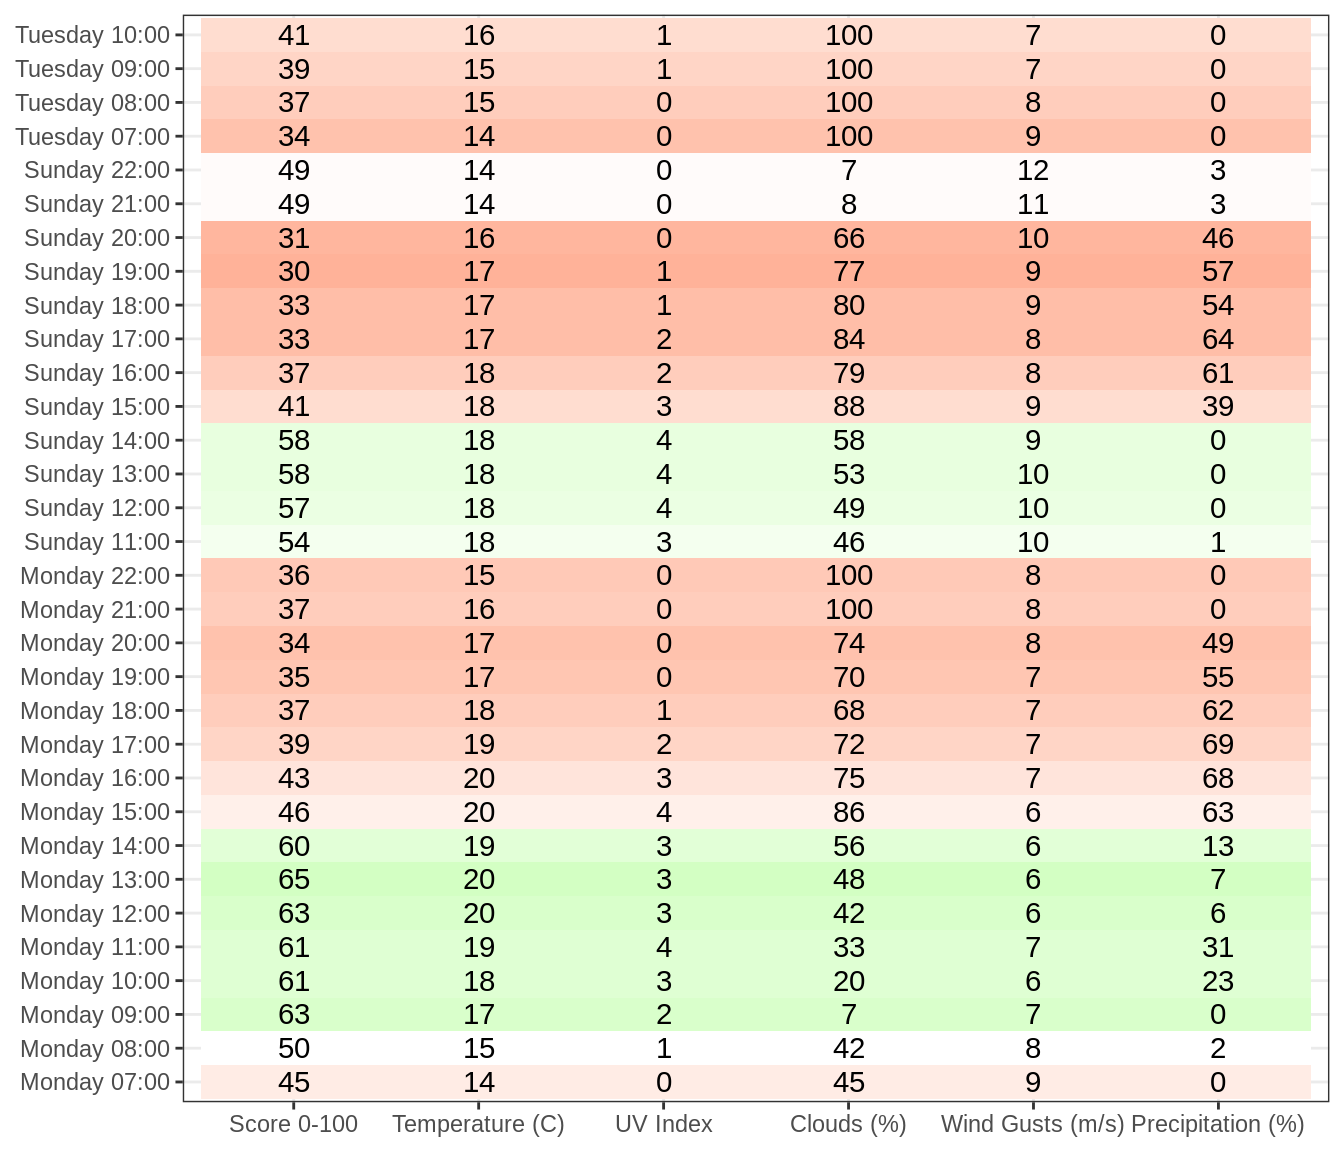 Tuesday 10:00 41 16 1 100 7 0
Tuesday 09:00 39 15 1 100 7 0
Tuesday 08:00 37 15 0 100 8 0
Tuesday 07:00 34 14 0 100 9 0
Sunday 22:00 49 14 0 7 12 3
Sunday 21:00 49 14 0 8 11 3
Sunday 20:00 31 16 0 66 10 46
Sunday 19:00 30 17 1 77 9 57
Sunday 18:00 33 17 1 80 9 54
Sunday 17:00 33 17 2 84 8 64
Sunday 16:00 37 18 2 79 8 61
Sunday 15:00 41 18 3 88 9 39
Sunday 14:00 58 18 4 58 9 0
Sunday 13:00 58 18 4 53 10 0
Sunday 12:00 57 18 4 49 10 0
Sunday 11:00 54 18 3 46 10 1
Monday 22:00 36 15 0 100 8 0
Monday 21:00 37 16 0 100 8 0
Monday 20:00 34 17 0 74 8 49
Monday 19:00 35 17 0 70 7 55
Monday 18:00 37 18 1 68 7 62
Monday 17:00 39 19 2 72 7 69
Monday 16:00 43 20 3 75 7 68
Monday 15:00 46 20 4 86 6 63
Monday 14:00 60 19 3 56 6 13
Monday 13:00 65 20 3 48 6 7
Monday 12:00 63 20 3 42 6 6
Monday 11:00 61 19 4 33 7 31
Monday 10:00 61 18 3 20 6 23
Monday 09:00 63 17 2 7 7 0
Monday 08:00 50 15 1 42 8 2
Monday 07:00 45 14 0 45 9 0
Score 0-100 Temperature (C) UV Index Clouds (%) Wind Gusts (m/s) Precipitation (%)